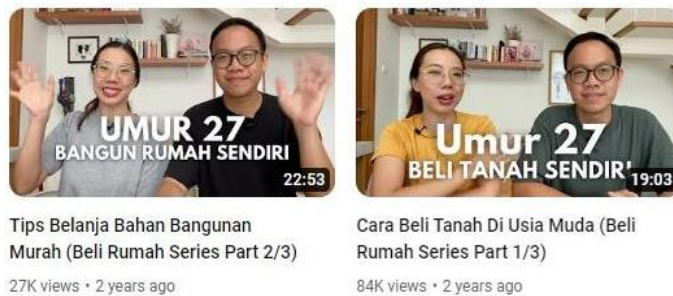 UMUR 27
BANGUN RUMAH SENDIRI
22:53
Tips Belanja Bahan Bangunan
Murah (Beli Rumah Series Part 2/3)
27K views • 2 years ago
Umur 27
BELI TANAH SENDIRI
19:03
Cara Beli Tanah Di Usia Muda (Beli
Rumah Series Part 1/3)
84K views • 2 years ago